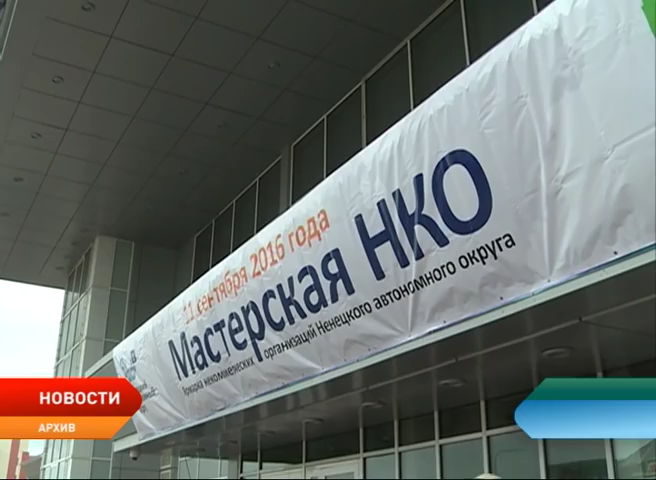 11 сентября 2016 года
Мастерская НКО
Ярмарка некоммерческих организаций Ненецкого автономного округа
НОВОСТИ
АРХИВ